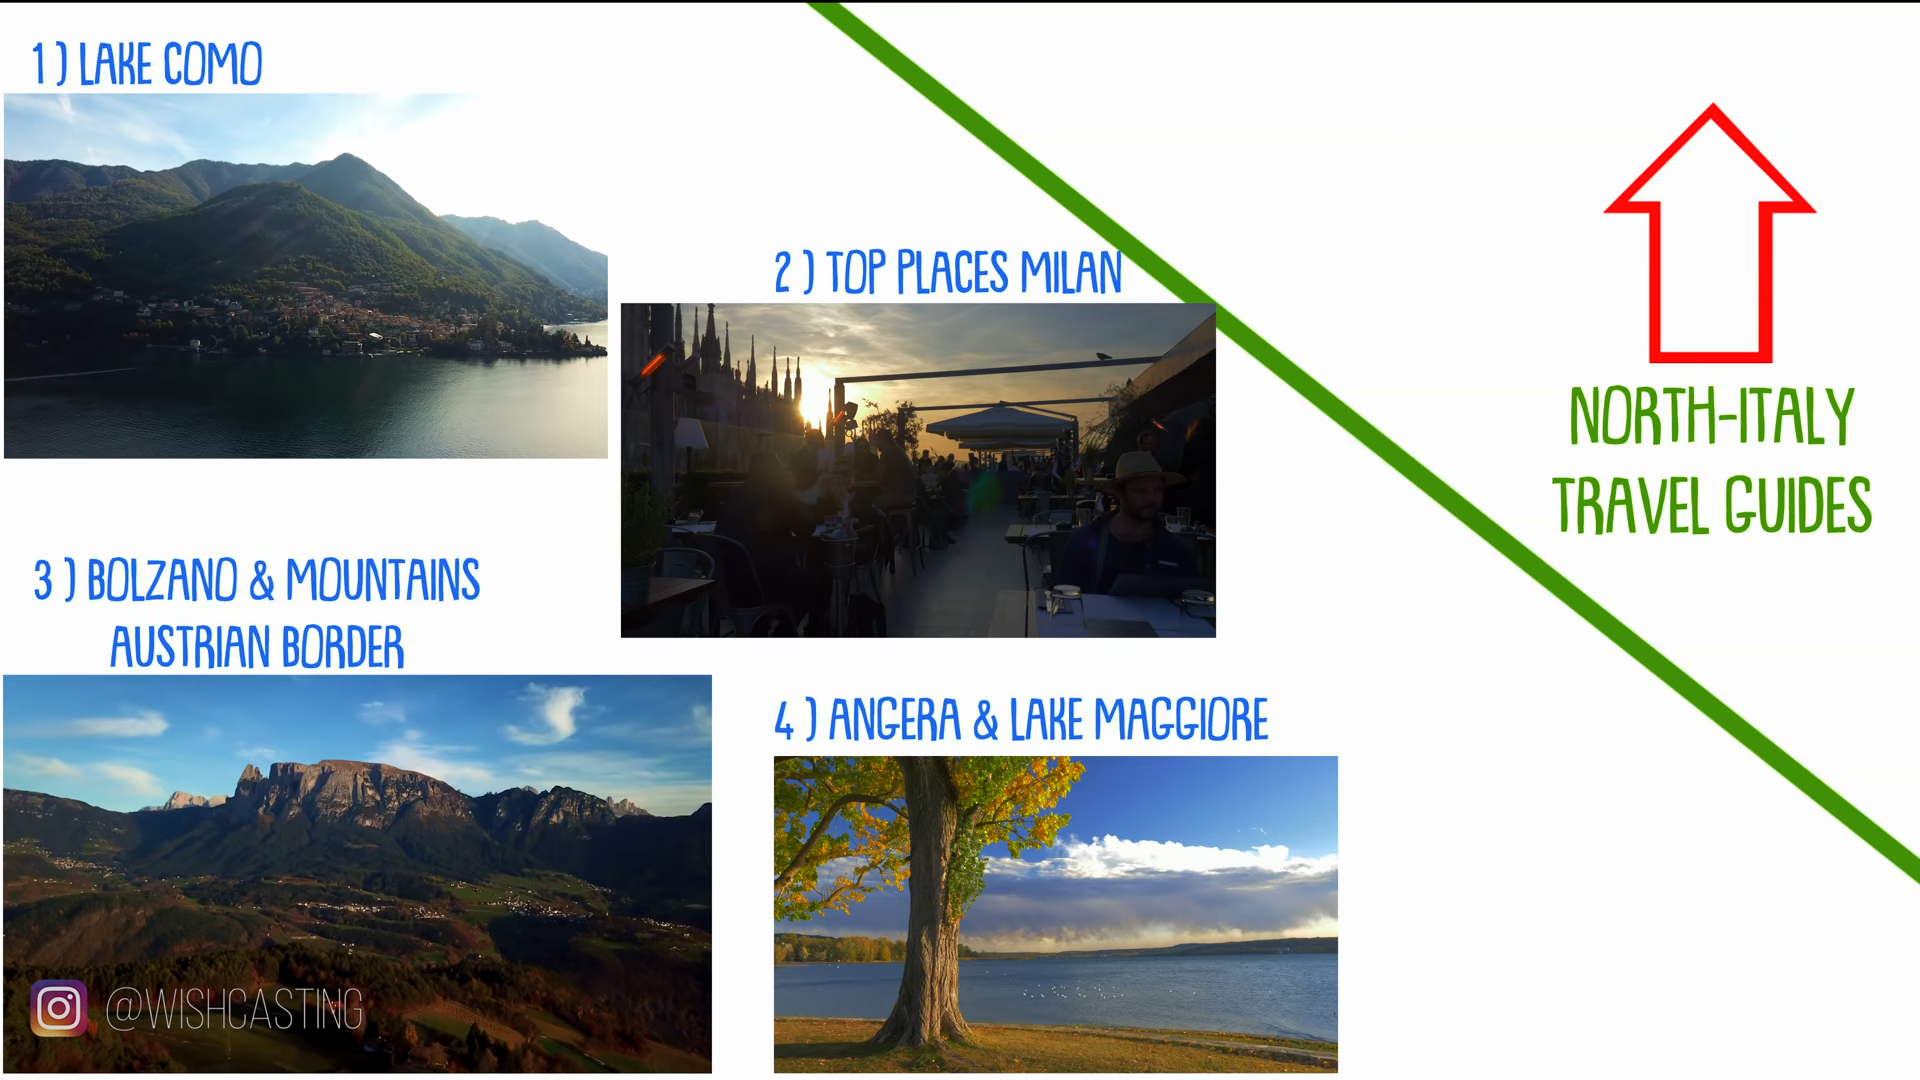 1 ) LAKE COMO
2 ) TOP PLACES MILAN
NORTH-ITALY
TRAVEL GUIDES
3 ) BOLZANO & MOUNTAINS
AUSTRIAN BORDER
4 ) ANGERA & LAKE MAGGIORE
@WISHCASTING